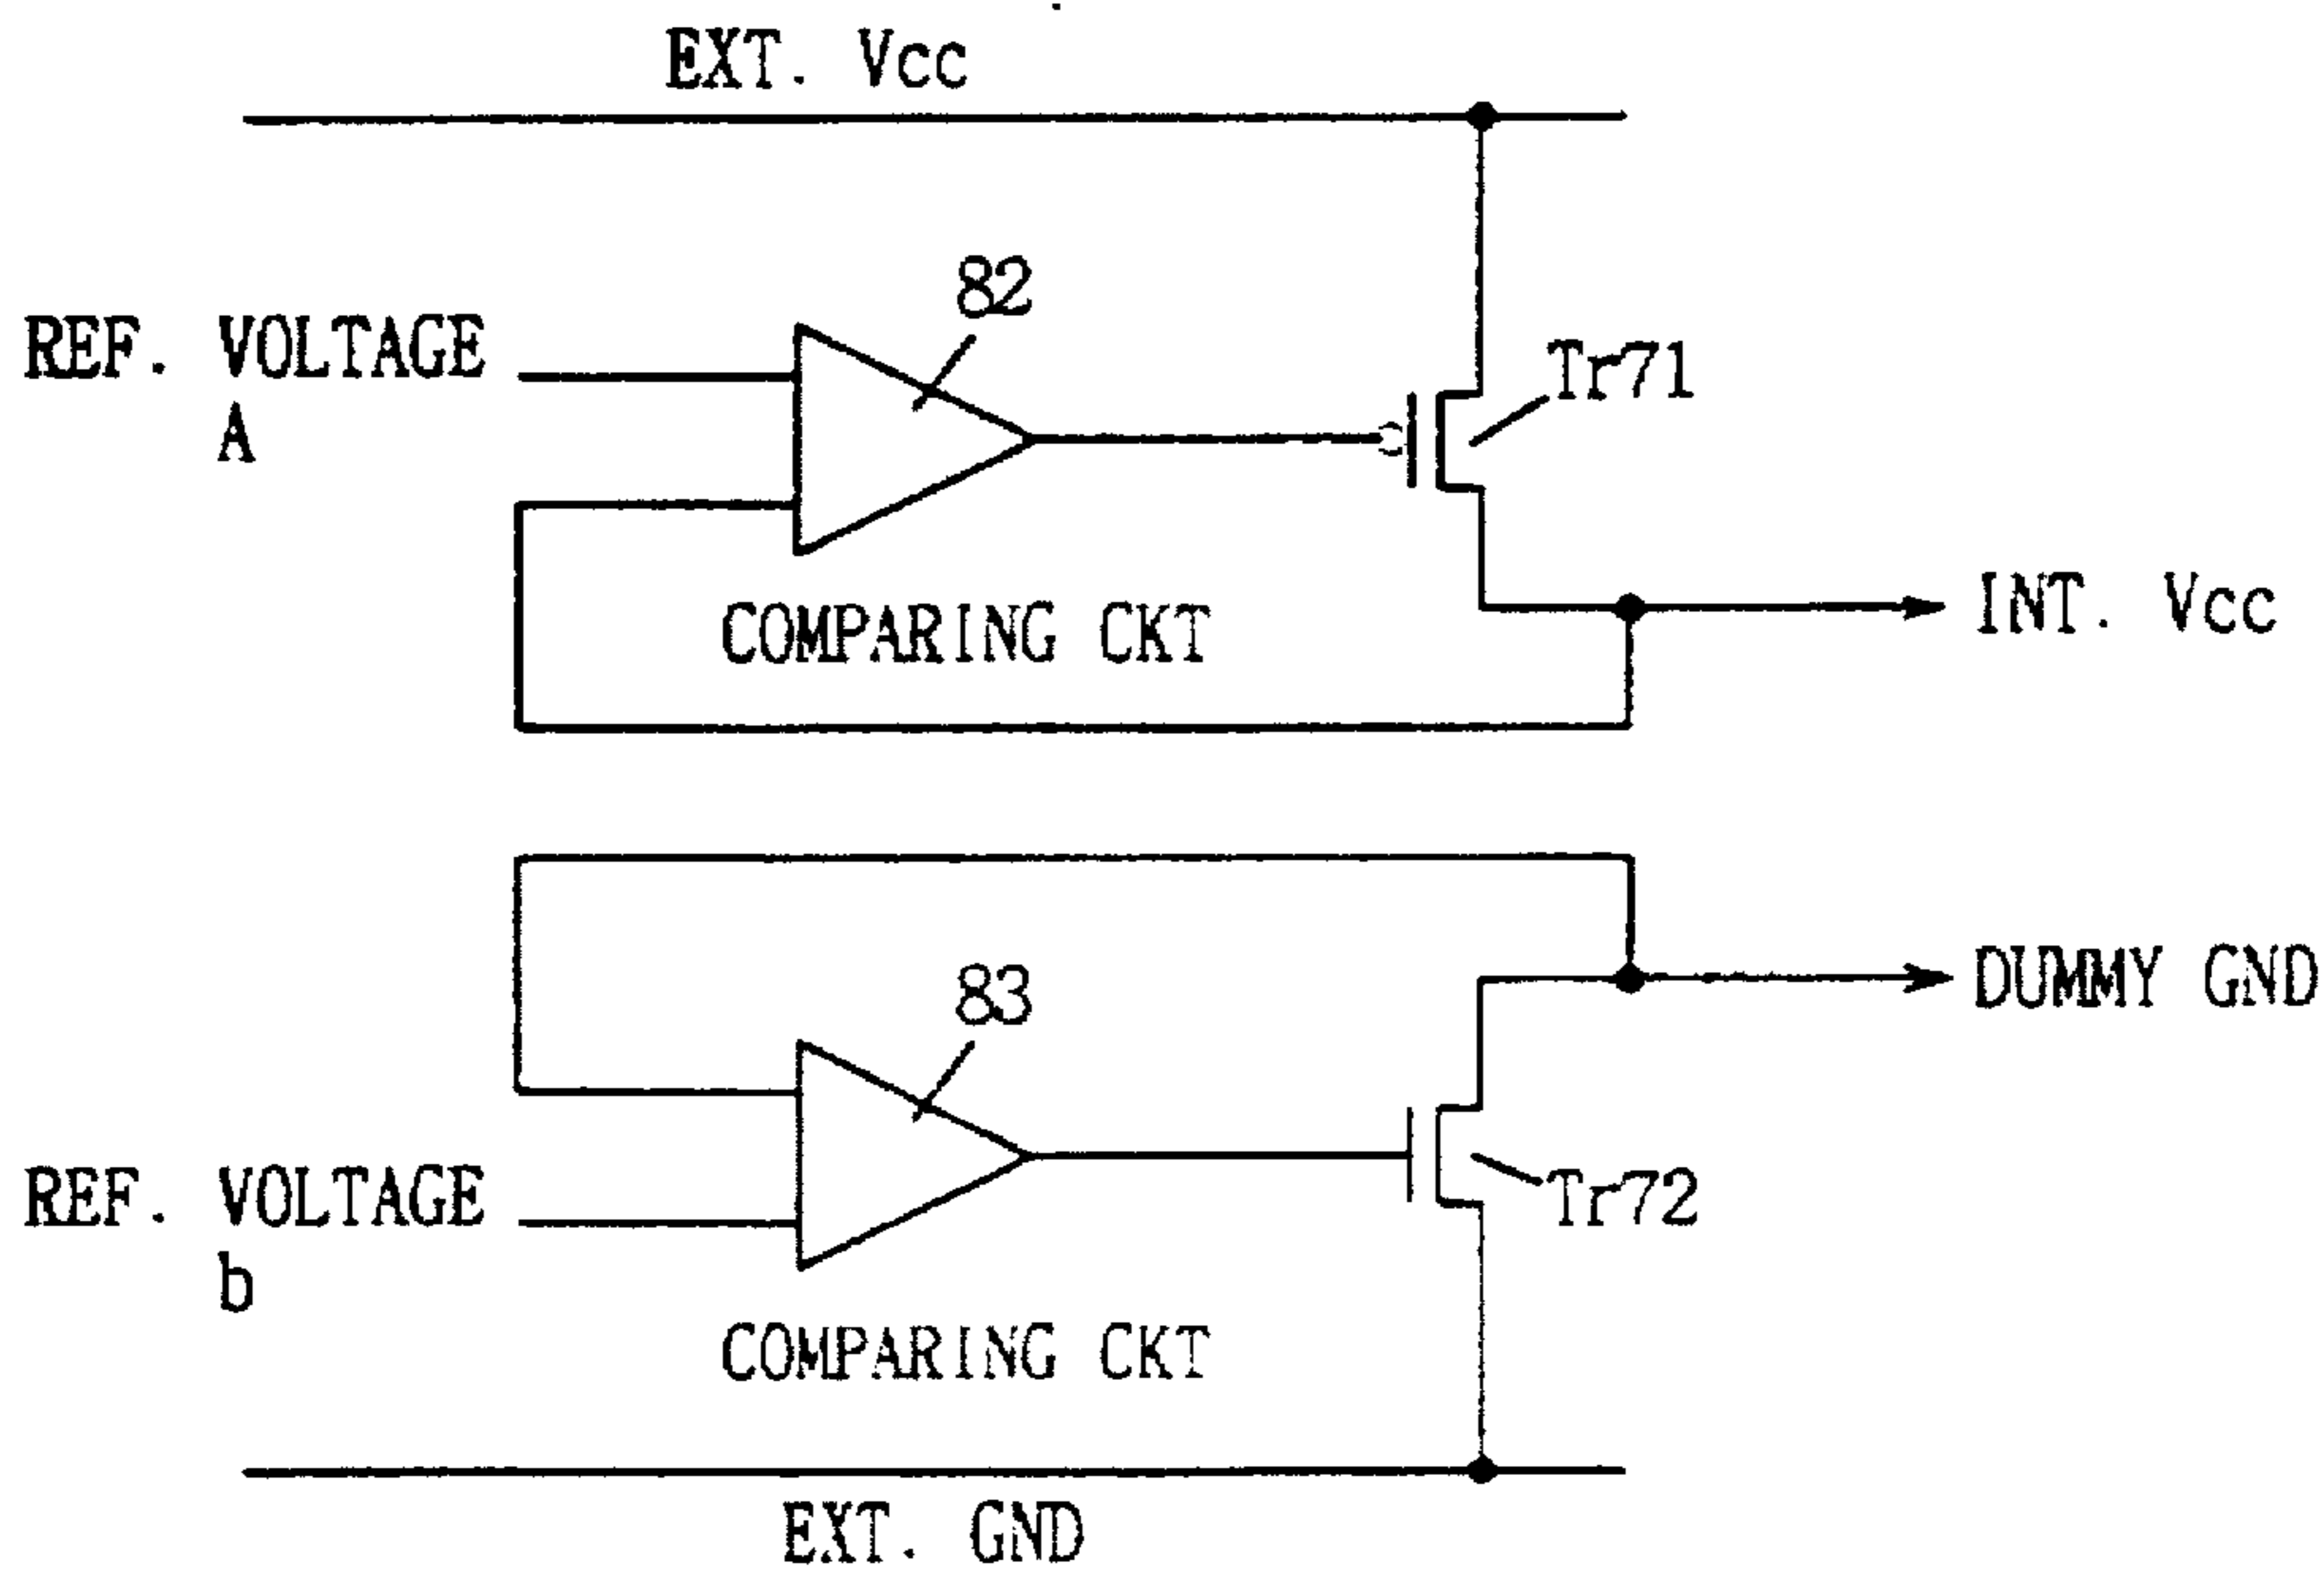 EXT. Vcc
82
REF. VOLTAGE
A
Tr71
INT. Vcc
COMPARING CKT
DUMMY GND
83
REF. VOLTAGE
b
Tr72
COMPARING CKT
EXT. GND